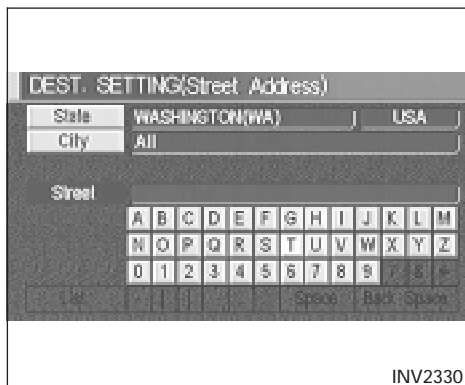 DEST. SETTING(Street Address)
State WASHINGTON(WA) USA
City All
Street
A B C D E F G H I J K L M
N O P Q R S T U V W X Y Z
0 1 2 3 4 5 6 7 8 9 / & +
List - Space Back Space
INV2330